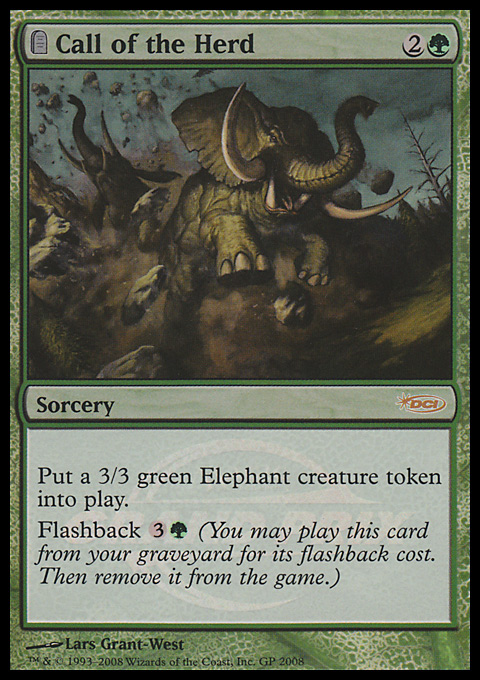 Call of the Herd 2
Sorcery DCI
Put a 3/3 green Elephant creature token
into play.
Flashback 3 (You may play this card
from your graveyard for its flashback cost.
Then remove it from the game.)
Lars Grant-West
™ & © 1993–2008 Wizards of the Coast, Inc. GP 2008